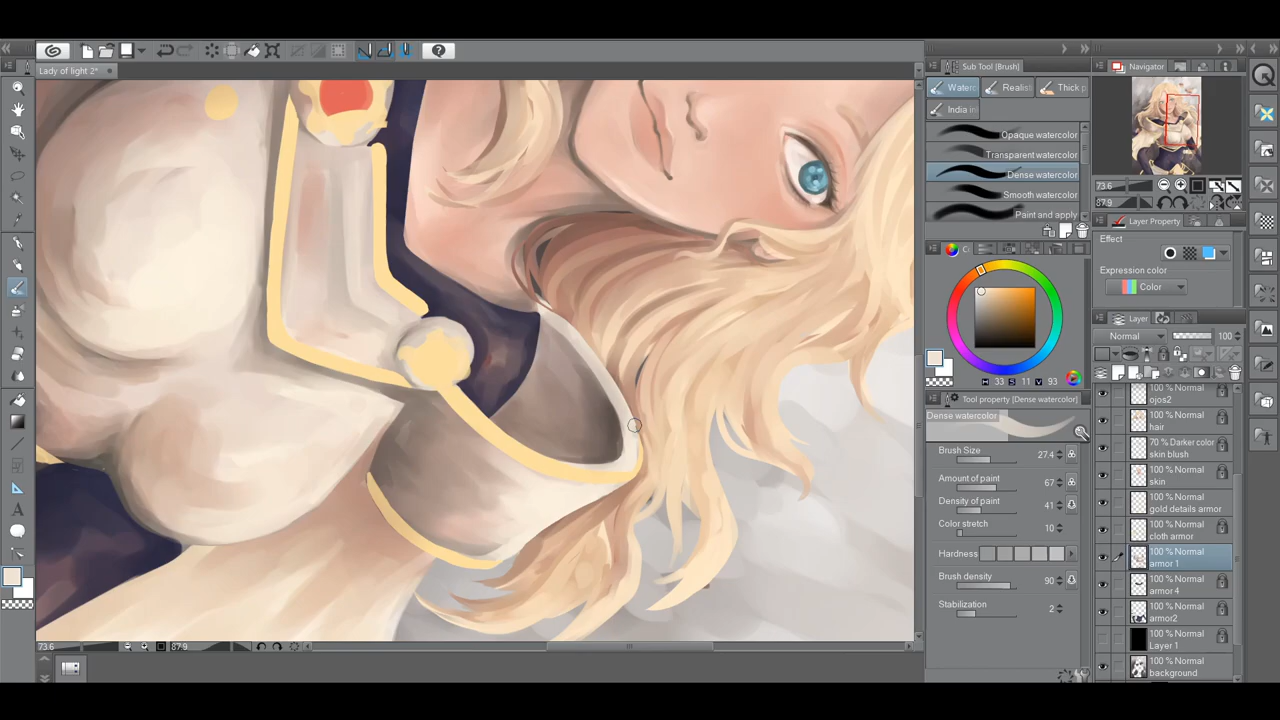 Lady of light 2*
Sub Tool [Brush]
Navigator
Waterc
Realist
Thick p
India in
Opaque watercolor
Transparent watercolor
Dense watercolor
Smooth watercolor
Paint and apply
73.6
87.9
Layer Property
Effect
Expression color
Color
Layer
Normal
100
H 33 S 11 V 93
Tool property [Dense watercolor]
Dense watercolor
Brush Size
27.4
Amount of paint
67
Density of paint
41
Color stretch
10
Hardness
Brush density
90
Stabilization
2
100 % Normal
ojos2
100 % Normal
hair
70 % Darker color
skin blush
100 % Normal
skin
100 % Normal
gold details armor
100 % Normal
cloth armor
100 % Normal
armor 1
100 % Normal
armor 4
100 % Normal
armor2
100 % Normal
Layer 1
100 % Normal
background
73.6
87.9